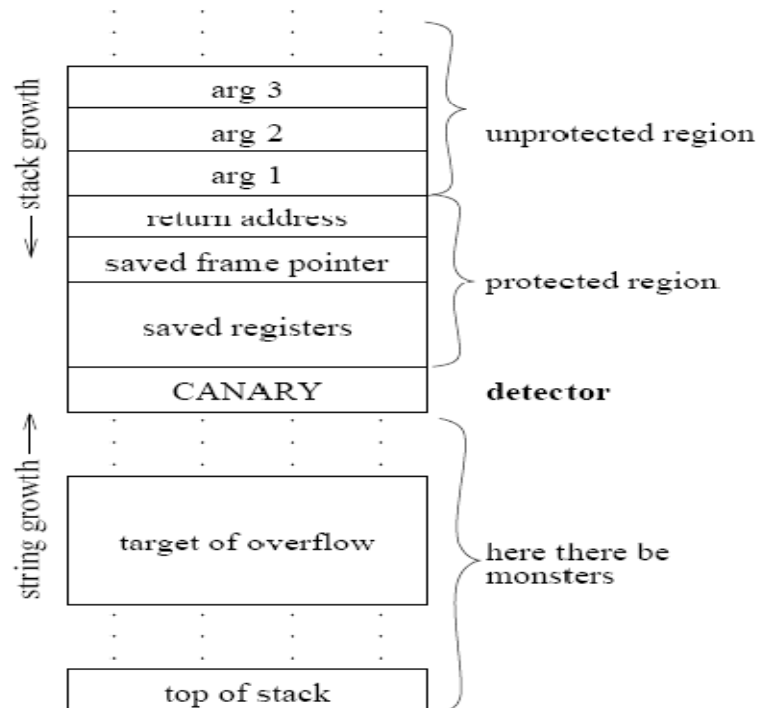 arg 3
arg 2
arg 1
return address
saved frame pointer
saved registers
CANARY
target of overflow
top of stack
← stack growth
string growth →
unprotected region
protected region
detector
here there be
monsters